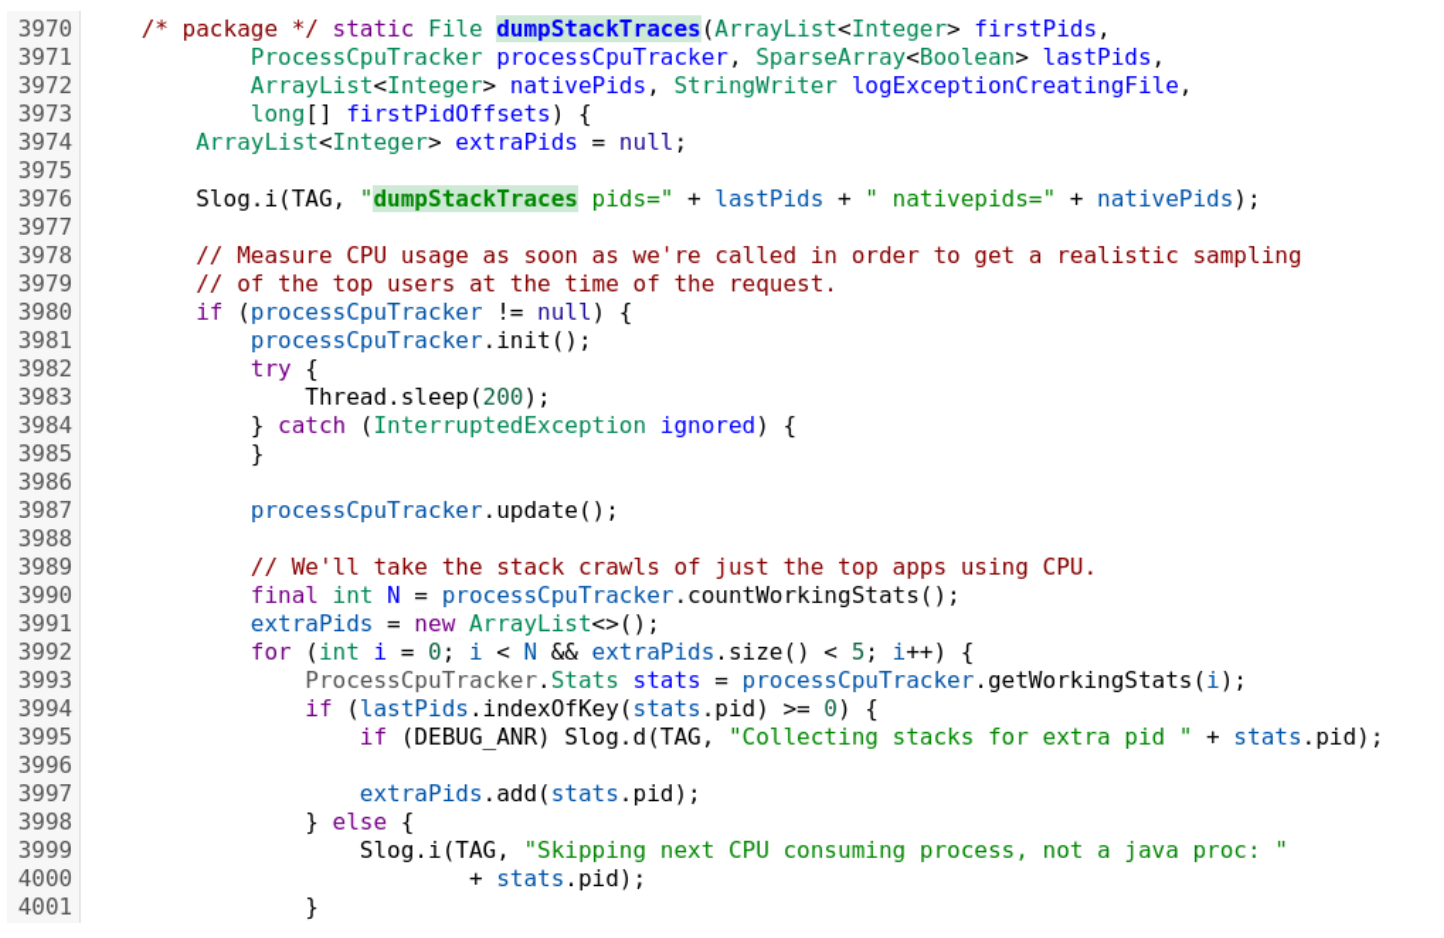 3970     /* package */ static File dumpStackTraces(ArrayList<Integer> firstPids,
3971             ProcessCpuTracker processCpuTracker, SparseArray<Boolean> lastPids,
3972             ArrayList<Integer> nativePids, StringWriter logExceptionCreatingFile,
3973             long[] firstPidOffsets) {
3974         ArrayList<Integer> extraPids = null;
3975
3976         Slog.i(TAG, "dumpStackTraces pids=" + lastPids + " nativepids=" + nativePids);
3977
3978         // Measure CPU usage as soon as we're called in order to get a realistic sampling
3979         // of the top users at the time of the request.
3980         if (processCpuTracker != null) {
3981             processCpuTracker.init();
3982             try {
3983                 Thread.sleep(200);
3984             } catch (InterruptedException ignored) {
3985             }
3986
3987             processCpuTracker.update();
3988
3989             // We'll take the stack crawls of just the top apps using CPU.
3990             final int N = processCpuTracker.countWorkingStats();
3991             extraPids = new ArrayList<>();
3992             for (int i = 0; i < N && extraPids.size() < 5; i++) {
3993                 ProcessCpuTracker.Stats stats = processCpuTracker.getWorkingStats(i);
3994                 if (lastPids.indexOfKey(stats.pid) >= 0) {
3995                     if (DEBUG_ANR) Slog.d(TAG, "Collecting stacks for extra pid " + stats.pid);
3996
3997                     extraPids.add(stats.pid);
3998                 } else {
3999                     Slog.i(TAG, "Skipping next CPU consuming process, not a java proc: "
4000                             + stats.pid);
4001                 }